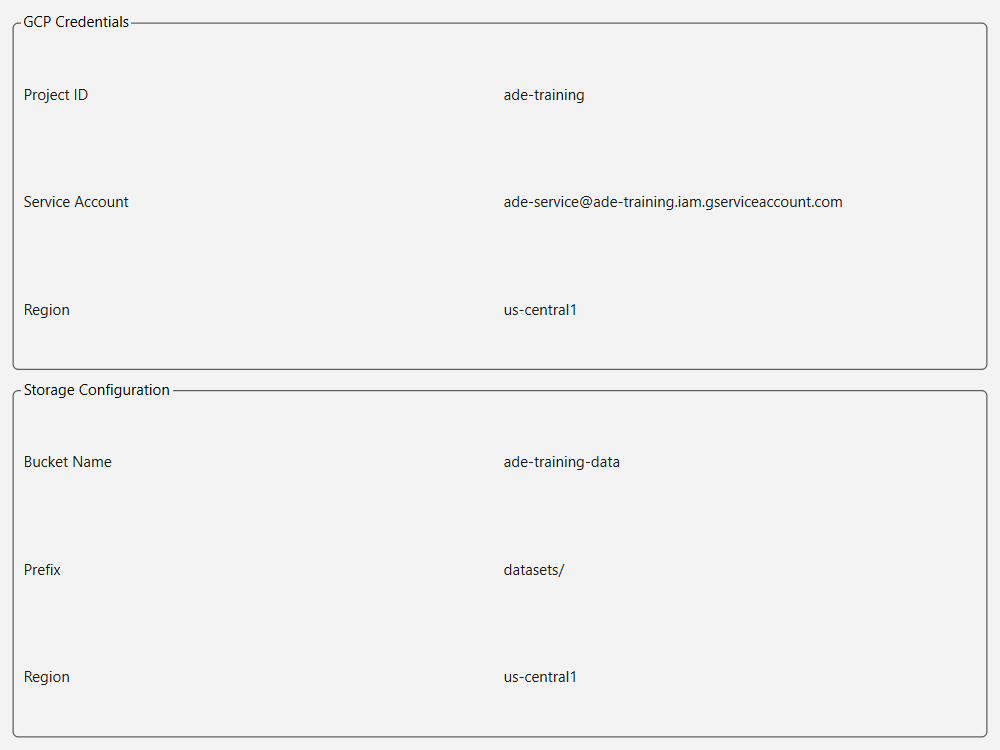 GCP Credentials
Project ID ade-training
Service Account ade-service@ade-training.iam.gserviceaccount.com
Region us-central1
Storage Configuration
Bucket Name ade-training-data
Prefix datasets/
Region us-central1